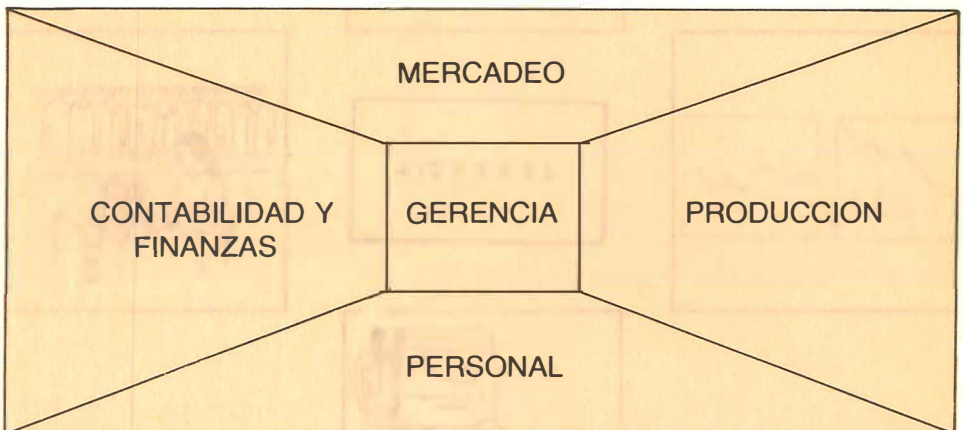 MERCADEO
CONTABILIDAD Y
FINANZAS
GERENCIA
PRODUCCION
PERSONAL